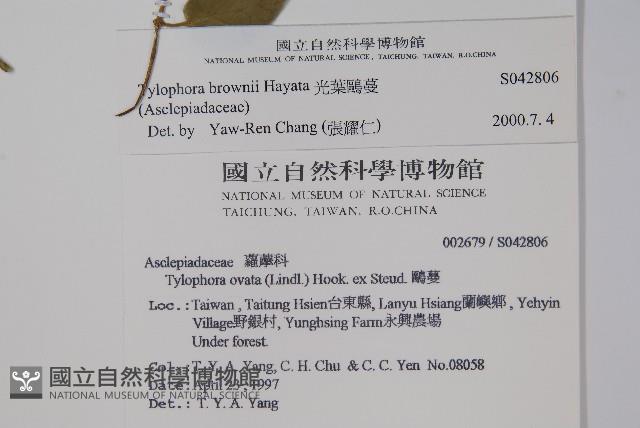 國立自然科學博物館
NATIONAL MUSEUM OF NATURAL SCIENCE, TAICHUNG, TAIWAN, R.O.CHINA
Tylophora brownii Hayata 光葉鷗蔓 S042806
(Asclepiadaceae)
Det. by Yaw-Ren Chang (張耀仁) 2000.7.4
國立自然科學博物館
NATIONAL MUSEUM OF NATURAL SCIENCE
TAICHUNG, TAIWAN, R.O.CHINA
002679 / S042806
Asclepiadaceae 蘿藦科
Tylophora ovata (Lindl.) Hook. ex Steud. 鷗蔓
Loc.: Taiwan, Taitung Hsien台東縣, Lanyu Hsiang蘭嶼鄉, Yehyin
Village野銀村, Yunghsing Farm永興農場
Under forest.
Col.: T. Y. A. Yang, C. H. Chu & C. C. Yen No.08058
Date: April 25, 1997
Det.: T. Y. A. Yang
國立自然科學博物館
NATIONAL MUSEUM OF NATURAL SCIENCE